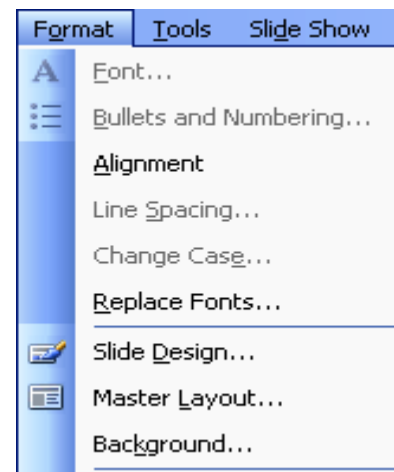 Format Tools Slide Show
Font...
Bullets and Numbering...
Alignment
Line Spacing...
Change Case...
Replace Fonts...
Slide Design...
Master Layout...
Background...